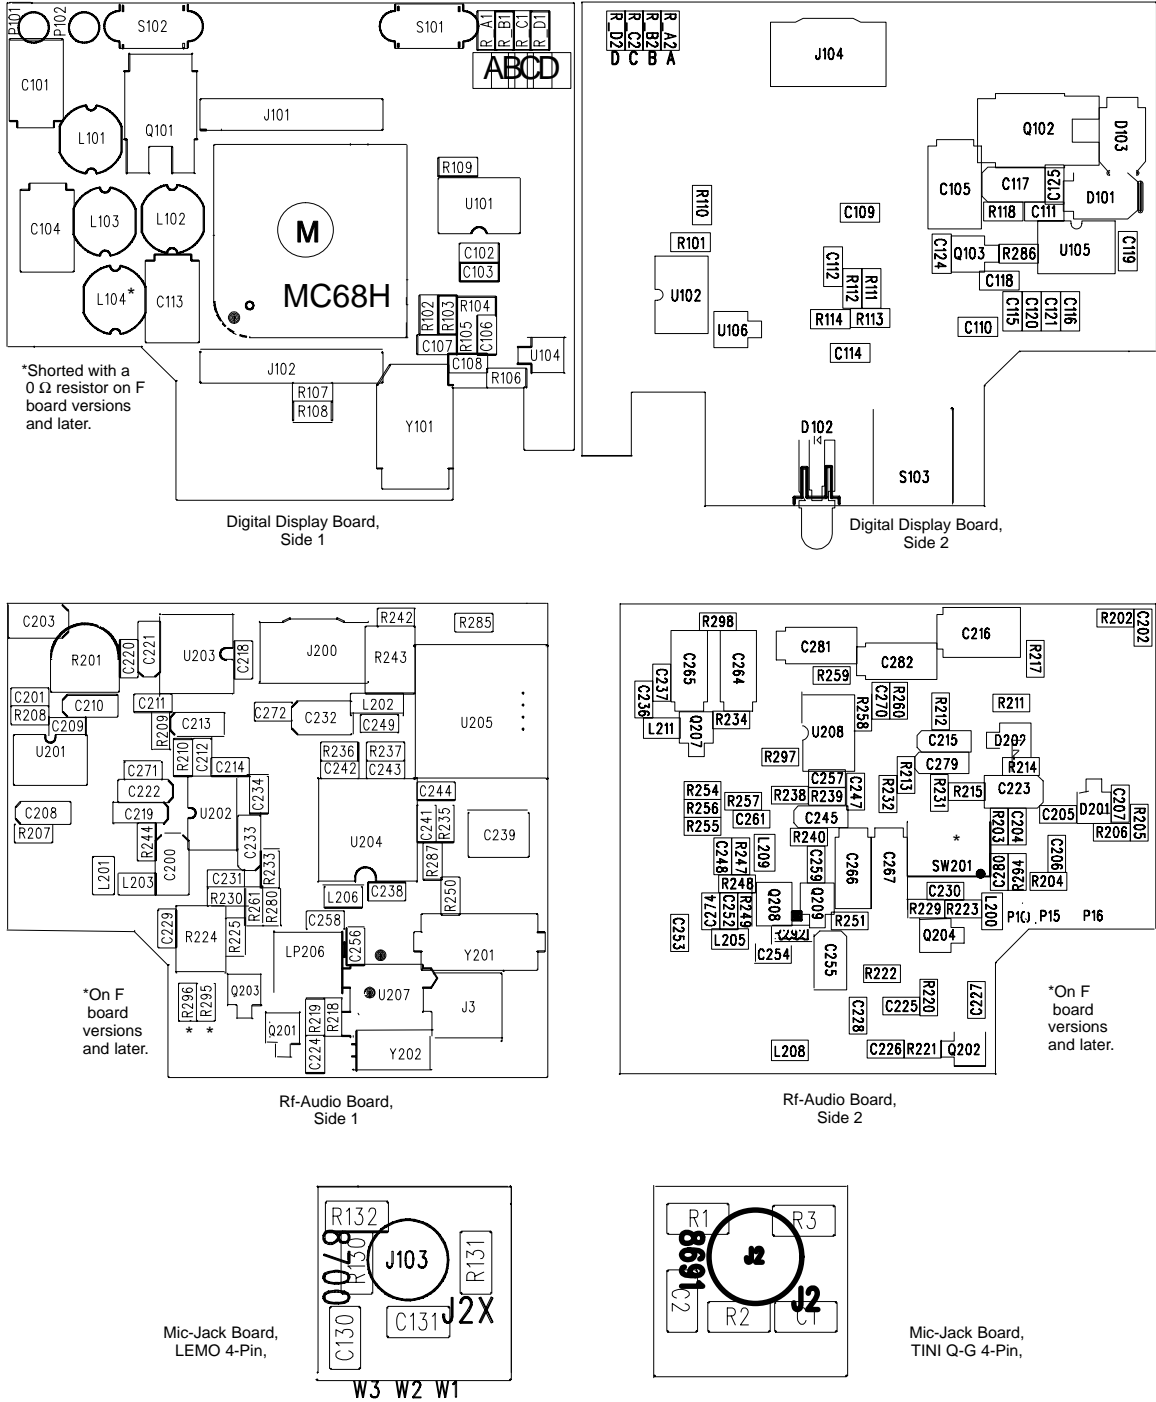 P101
P102
S102
S101
R_A1
R_B1
R_C1
R_D1
ABCD
C101
L101
Q101
J101
R109
U101
C104
L103
L102
M
C102
C103
L104*
C113
MC68H
R102
R103
R104
R105
C106
C107
U104
J102
C108
R106
R107
R108
Y101
*Shorted with a
0 Ω resistor on F
board versions
and later.
Digital Display Board,
Side 1
R_D2
R_C2
R_B2
R_A2
D C B A
J104
Q102
D103
C105
C117
C125
D101
R110
C109
R118
C111
R101
C124
Q103
R286
U105
C119
C112
U102
R112
R111
C118
U106
R114
R113
C110
C115
C120
C121
C116
C114
D102
S103
Digital Display Board,
Side 2
C203
R242
R285
R201
C220
C221
U203
C218
J200
R243
C201
R208
C210
C211
C209
R209
C213
C272
C232
L202
C249
U205
U201
R210
C212
C214
R236
R237
C242
C243
C271
C222
C234
C244
C208
C219
U202
R207
R244
C233
U204
C241
R235
C239
L201
L203
C200
R233
R287
C231
R230
R261
R280
L206
C238
R250
C229
R224
R225
C258
LP206
C256
Y201
R296
R295
Q203
U207
J3
* *
Q201
R219
R218
C224
Y202
*On F
board
versions
and later.
Rf-Audio Board,
Side 1
R298
C281
C216
R202
C202
C265
C264
C282
R217
C237
C236
R259
L211
Q207
R234
U208
R258
C270
R260
R212
R211
R297
C215
D202
C279
R214
C257
R213
R254
R238
R239
C247
R232
R231
R215
C223
R256
R257
C261
C245
D201
C207
C205
R205
R255
R206
R240
R203
C204
C248
R247
L209
C259
C266
C267
*
SW201
C206
R248
C280
R264
R204
C230
C274
C252
R249
Q208
Q209
R251
R229
R223
L200
P15
P16
C253
L205
C292
C254
Q204
C255
R222
C225
R220
C227
C228
L208
C226
R221
Q202
*On F
board
versions
and later.
Rf-Audio Board,
Side 2
R132
8700
R130
J103
R131
J2X
C130
C131
W3 W2 W1
Mic-Jack Board,
LEMO 4-Pin,
R1
R3
8691
J2
J2
C2
R2
C1
Mic-Jack Board,
TINI Q-G 4-Pin,